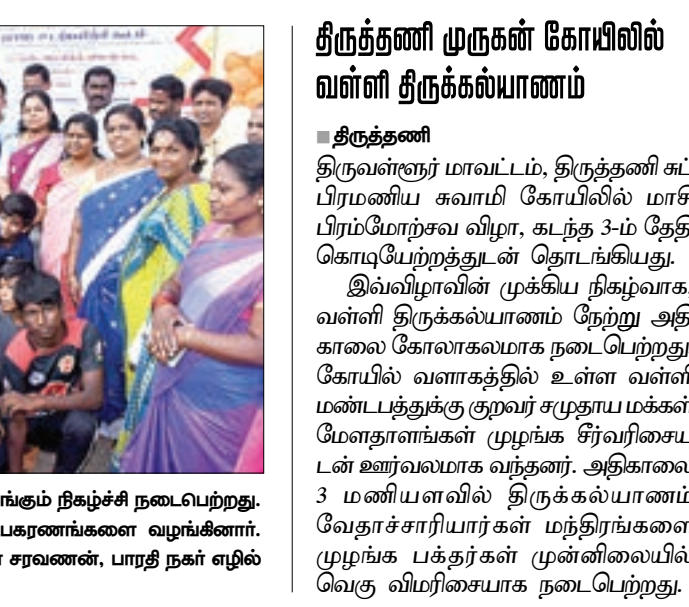 ங்கும் நிகழ்ச்சி நடைபெற்றது.
பகரணங்களை வழங்கினார்.
சரவணன், பாரதி நகர் எழில்
திருத்தணி முருகன் கோயிலில்
வள்ளி திருக்கல்யாணம்
■ திருத்தணி
திருவள்ளூர் மாவட்டம், திருத்தணி சுப்
பிரமணிய சுவாமி கோயிலில் மாசி
பிரம்மோற்சவ விழா, கடந்த 3-ம் தேதி
கொடியேற்றத்துடன் தொடங்கியது.
இவ்விழாவின் முக்கிய நிகழ்வாக,
வள்ளி திருக்கல்யாணம் நேற்று அதி
காலை கோலாகலமாக நடைபெற்றது.
கோயில் வளாகத்தில் உள்ள வள்ளி
மண்டபத்துக்கு குறவர் சமுதாய மக்கள்
மேளதாளங்கள் முழங்க சீர்வரிசையு
டன் ஊர்வலமாக வந்தனர். அதிகாலை
3 மணியளவில் திருக்கல்யாணம்
வேதாச்சாரியார்கள் மந்திரங்களை
முழங்க பக்தர்கள் முன்னிலையில்
வெகு விமரிசையாக நடைபெற்றது.